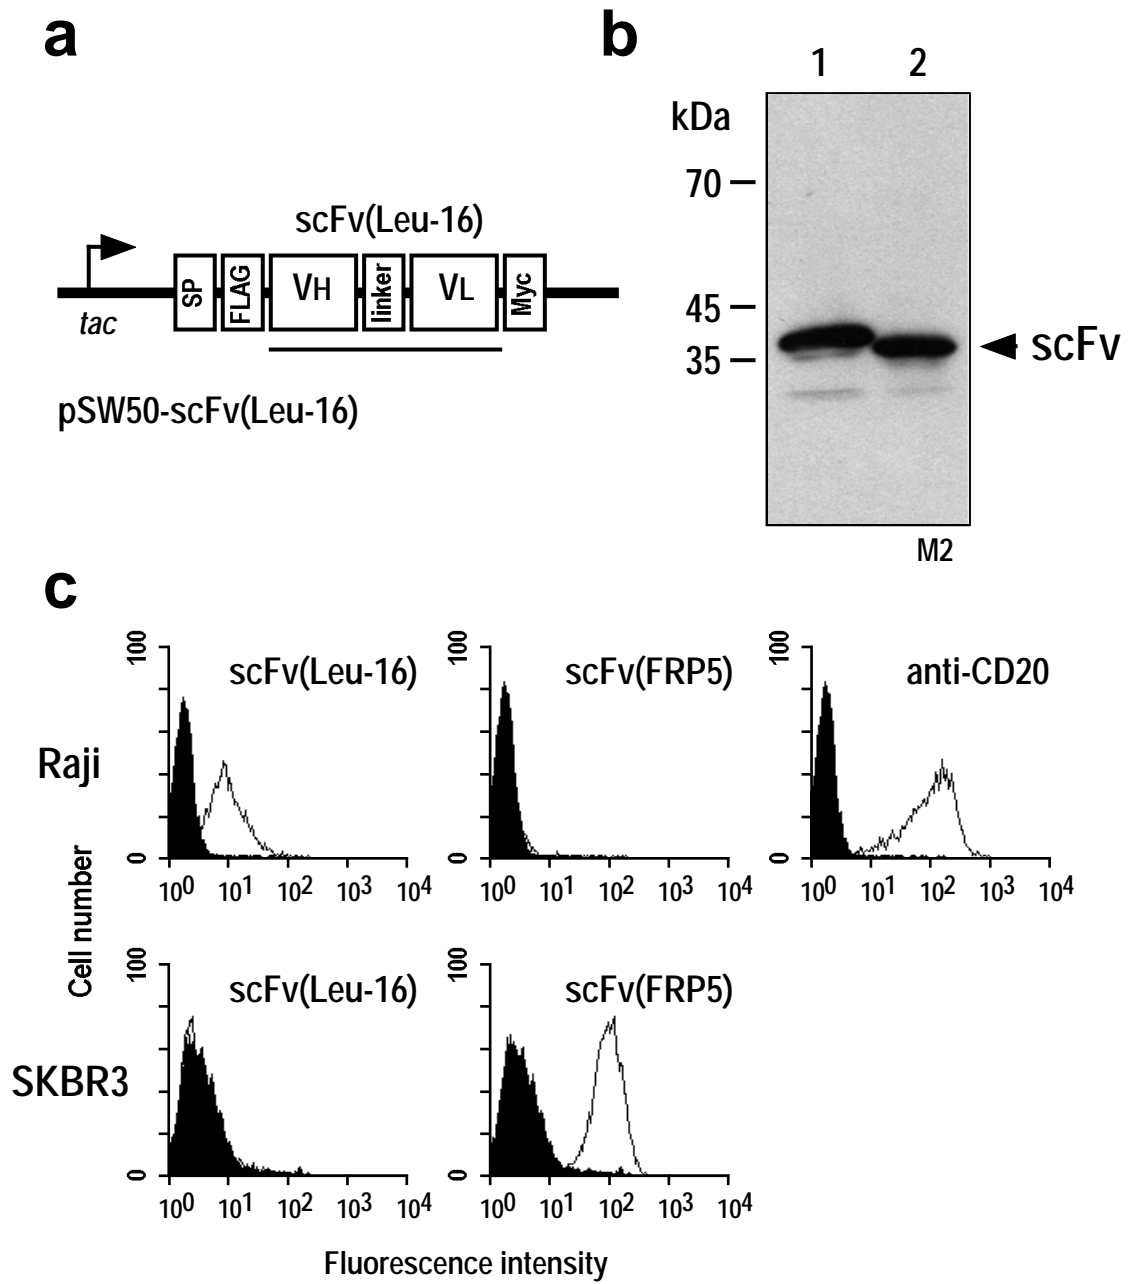 a
scFv(Leu-16)
SP FLAG VH linker VL Myc
tac
pSW50-scFv(Leu-16)
b
1 2
kDa
70
45
35
scFv
M2
c
Raji
SKBR3
Cell number
100 scFv(Leu-16)
0
10⁰ 10¹ 10² 10³ 10⁴
100 scFv(FRP5)
0
10⁰ 10¹ 10² 10³ 10⁴
100 anti-CD20
0
10⁰ 10¹ 10² 10³ 10⁴
100 scFv(Leu-16)
0
10⁰ 10¹ 10² 10³ 10⁴
100 scFv(FRP5)
0
10⁰ 10¹ 10² 10³ 10⁴
Fluorescence intensity